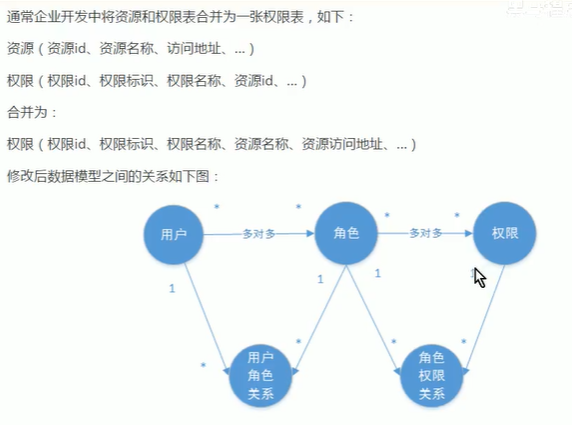 通常企业开发中将资源和权限表合并为一张权限表，如下：
资源（资源id、资源名称、访问地址、...）
权限（权限id、权限标识、权限名称、资源id、...）
合并为：
权限（权限id、权限标识、权限名称、资源名称、资源访问地址、...）
修改后数据模型之间的关系如下图：
* * * *
用户 多对多 角色 多对多 权限
1 1 1 1
* * * *
用户 角色
角色 权限
关系 关系